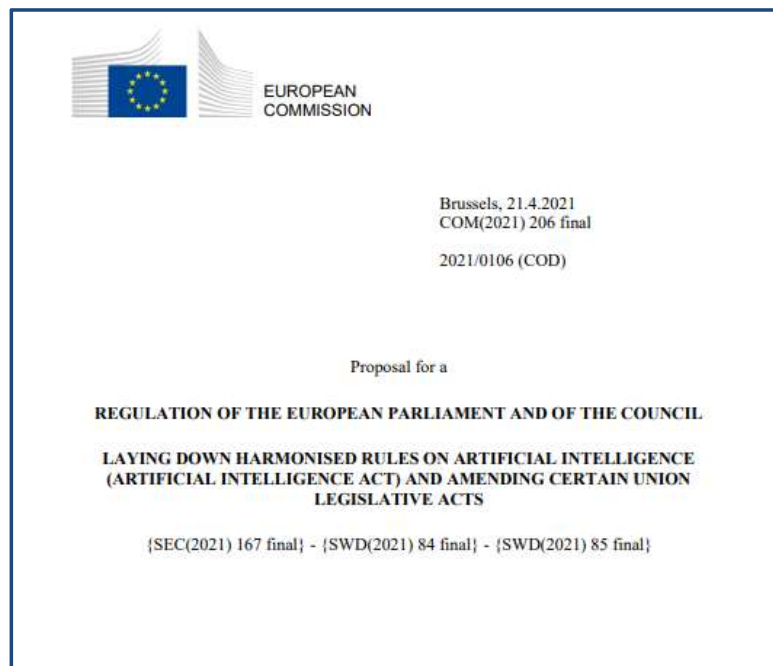 EUROPEAN
COMMISSION
Brussels, 21.4.2021
COM(2021) 206 final
2021/0106 (COD)
Proposal for a
REGULATION OF THE EUROPEAN PARLIAMENT AND OF THE COUNCIL
LAYING DOWN HARMONISED RULES ON ARTIFICIAL INTELLIGENCE
(ARTIFICIAL INTELLIGENCE ACT) AND AMENDING CERTAIN UNION
LEGISLATIVE ACTS
{SEC(2021) 167 final} - {SWD(2021) 84 final} - {SWD(2021) 85 final}